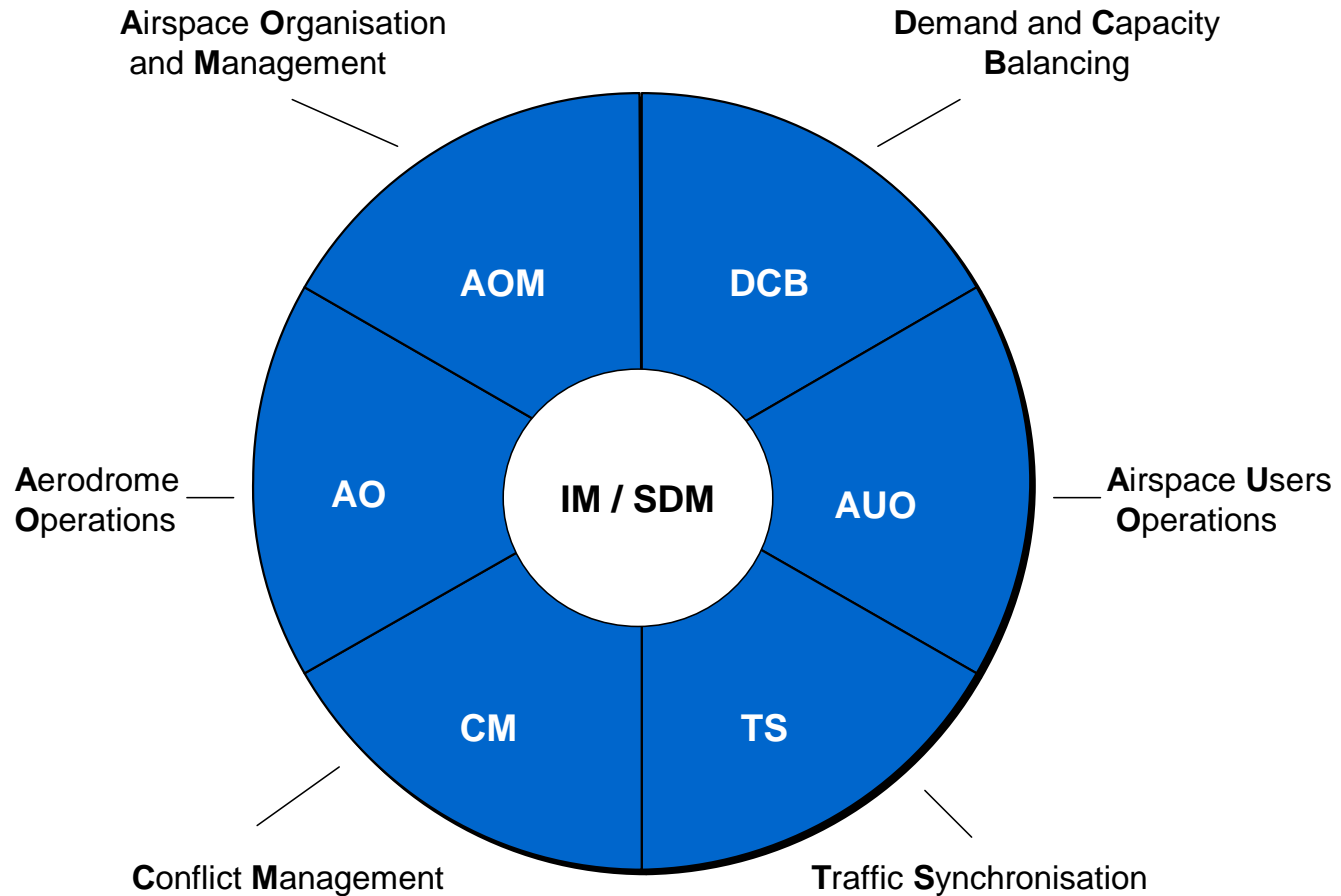 Airspace Organisation
and Management
Demand and Capacity
Balancing
AOM
DCB
Aerodrome
Operations
AO
IM / SDM
AUO
Airspace Users
Operations
CM
TS
Conflict Management
Traffic Synchronisation